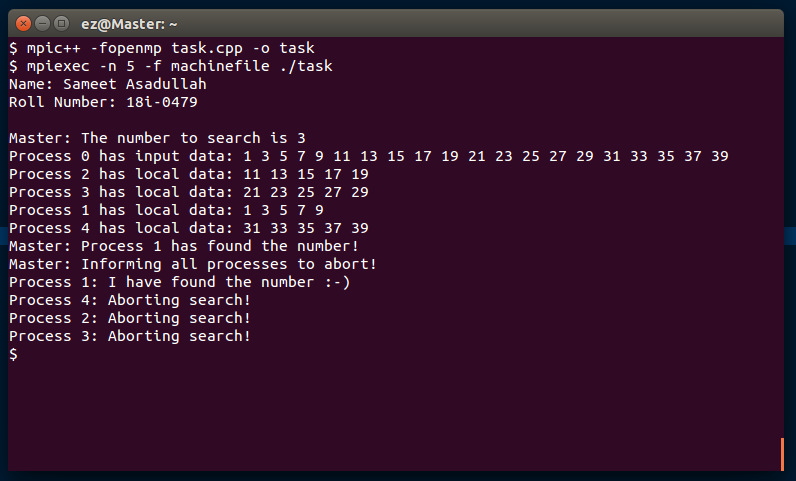 ez@Master: ~
$ mpic++ -fopenmp task.cpp -o task
$ mpiexec -n 5 -f machinefile ./task
Name: Sameet Asadullah
Roll Number: 18i-0479
Master: The number to search is 3
Process 0 has input data: 1 3 5 7 9 11 13 15 17 19 21 23 25 27 29 31 33 35 37 39
Process 2 has local data: 11 13 15 17 19
Process 3 has local data: 21 23 25 27 29
Process 1 has local data: 1 3 5 7 9
Process 4 has local data: 31 33 35 37 39
Master: Process 1 has found the number!
Master: Informing all processes to abort!
Process 1: I have found the number :-)
Process 4: Aborting search!
Process 2: Aborting search!
Process 3: Aborting search!
$